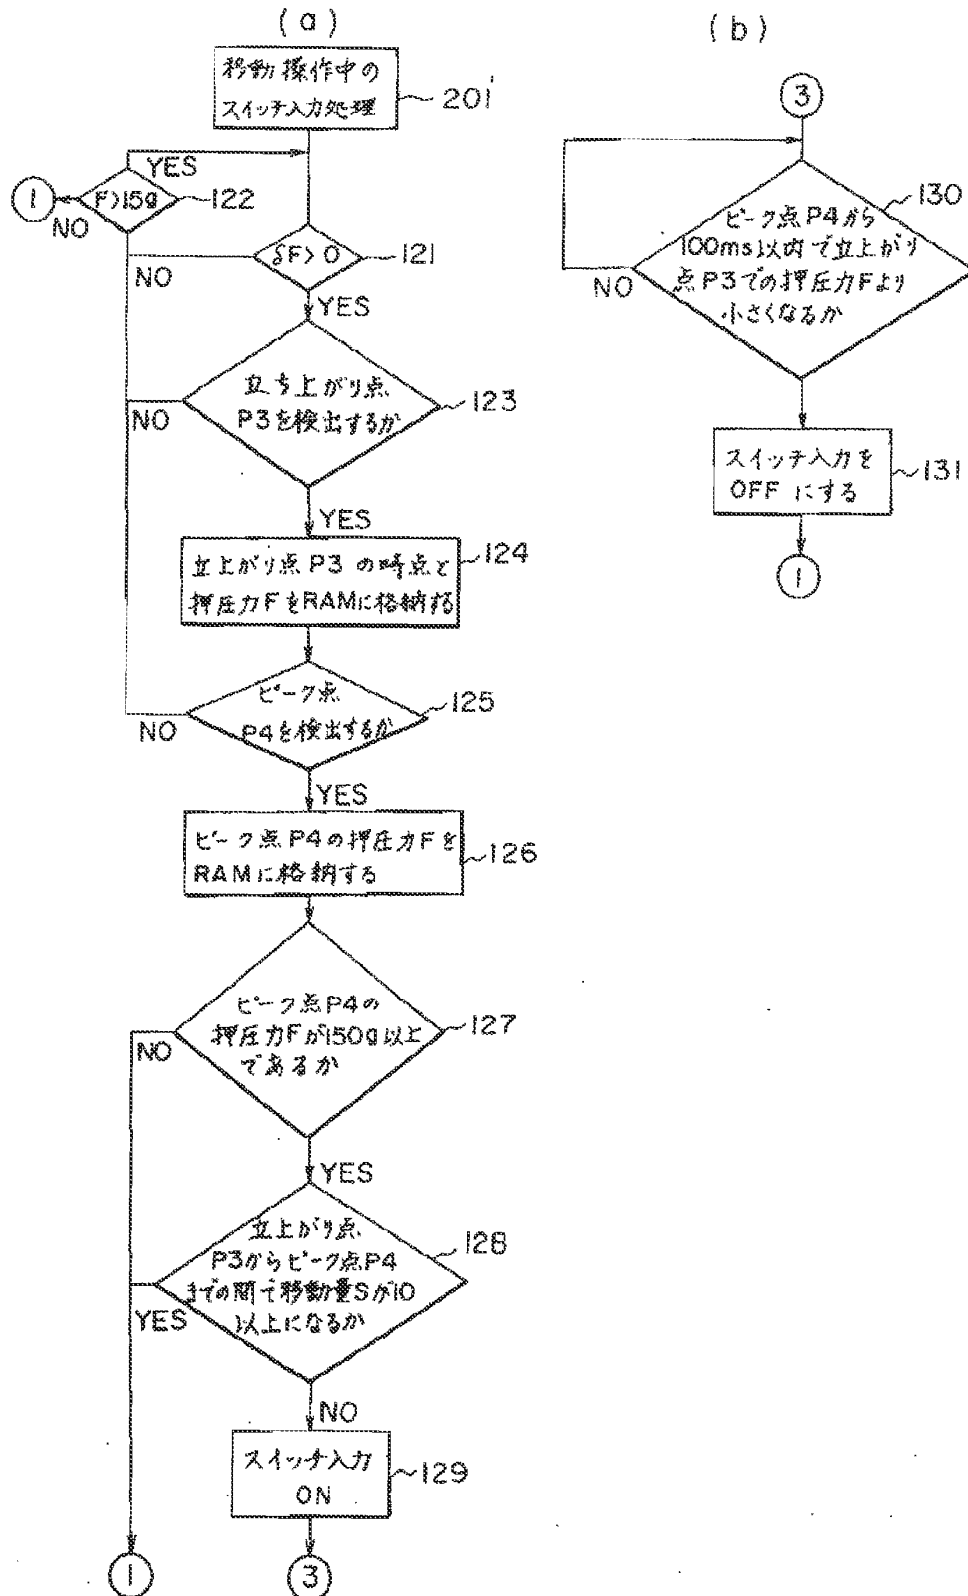 (a)
移動操作中の
スイッチ入力処理
201'
YES
F>15g
122
1
NO
δF>0
121
NO
YES
立ち上がり点
P3を検出するか
123
NO
YES
立上がり点P3の時点と
押圧力FをRAMに格納する
124
ピーク点
P4を検出するか
125
NO
YES
ピーク点P4の押圧力Fを
RAMに格納する
126
ピーク点P4の
押圧力Fが150g以上
であるか
127
NO
YES
立上がり点
P3からピーク点P4
までの間で移動量Sが10
以上になるか
128
YES
NO
スイッチ入力
ON
129
1
3
(b)
3
ピーク点P4から
100ms以内で立上がり
点P3での押圧力Fより
小さくなるか
130
NO
スイッチ入力を
OFFにする
131
1